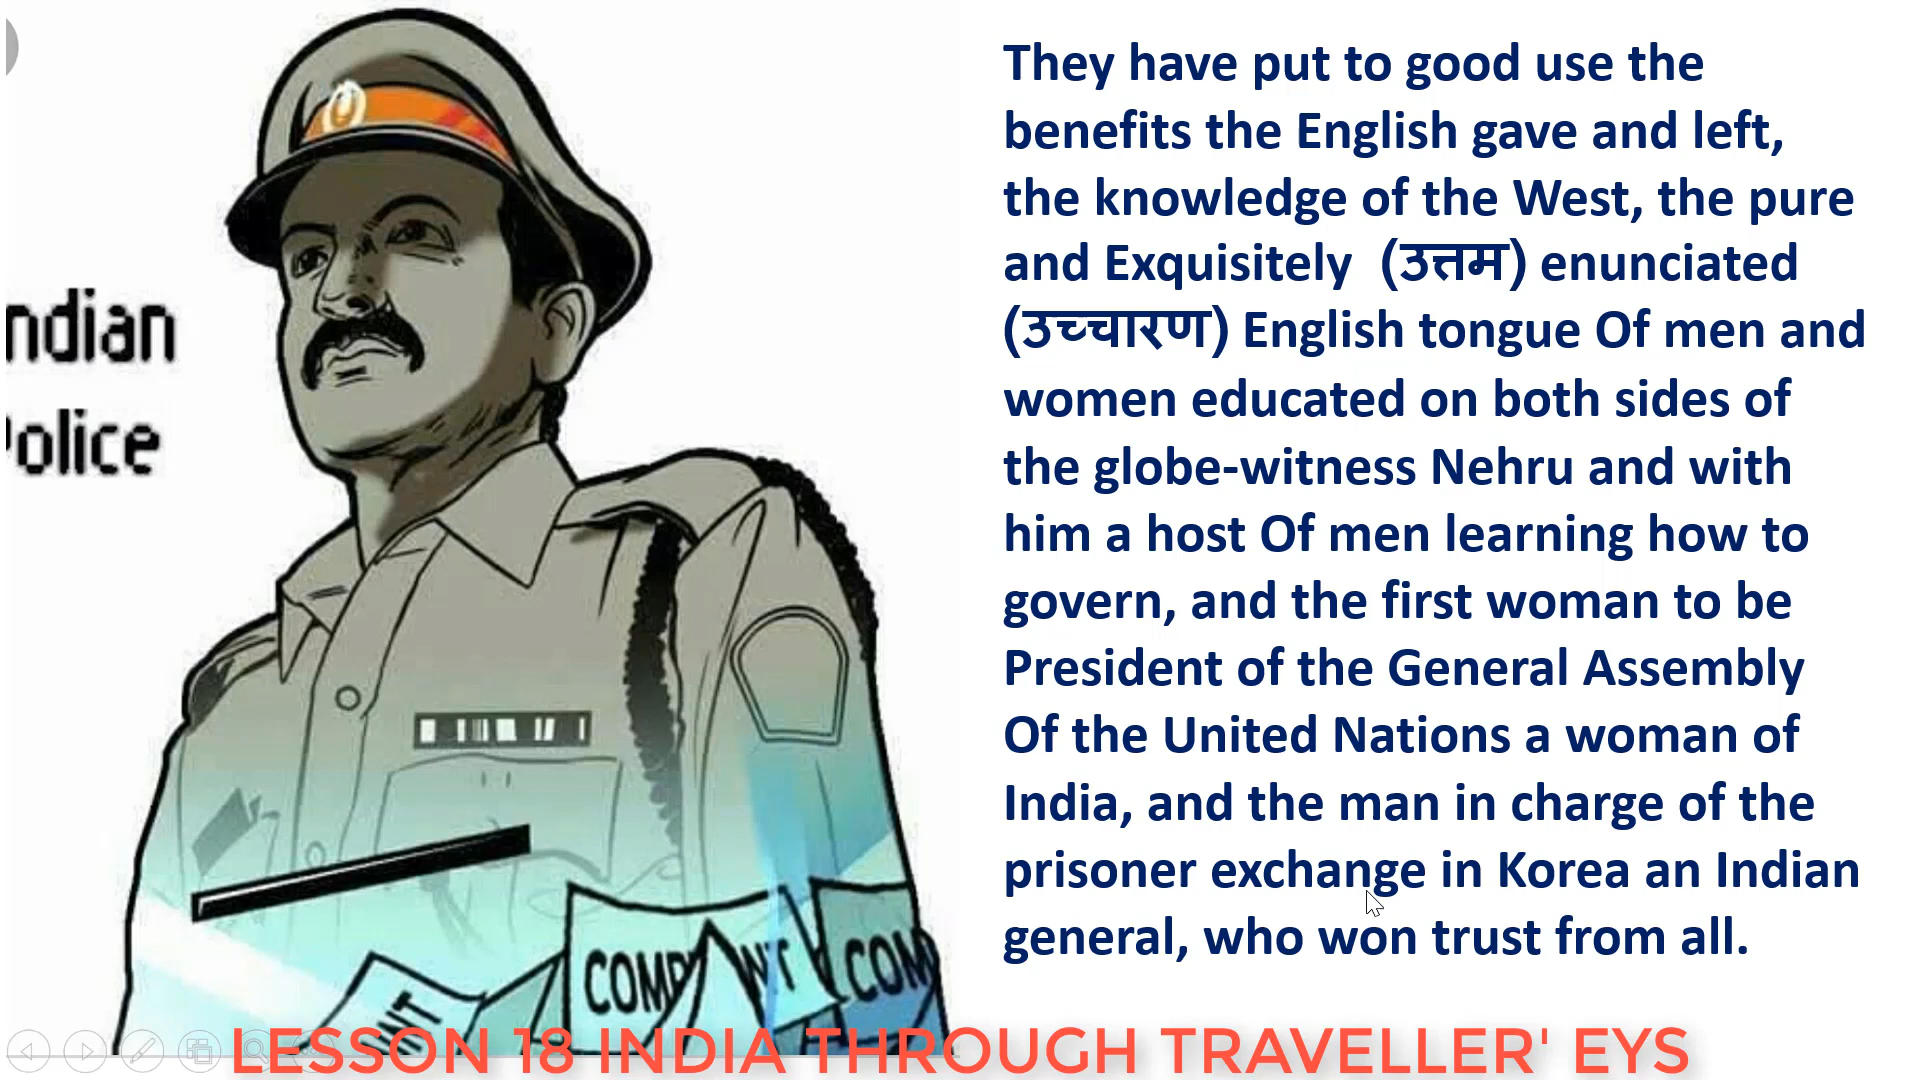 ndian
olice
COM
COM
They have put to good use the
benefits the English gave and left,
the knowledge of the West, the pure
and Exquisitely (उत्तम) enunciated
(उच्चारण) English tongue Of men and
women educated on both sides of
the globe-witness Nehru and with
him a host Of men learning how to
govern, and the first woman to be
President of the General Assembly
Of the United Nations a woman of
India, and the man in charge of the
prisoner exchange in Korea an Indian
general, who won trust from all.
LESSON 18 INDIA THROUGH TRAVELLER' EYS